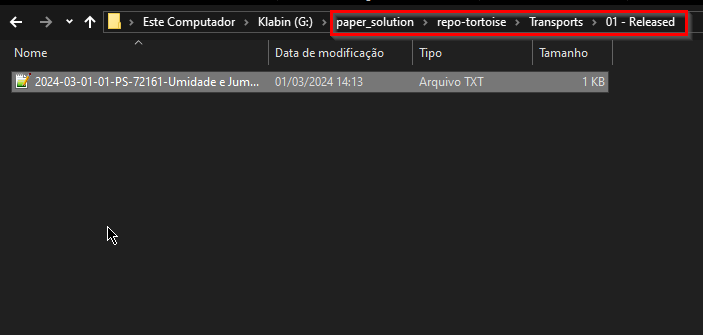 Este Computador > Klabin (G:) > paper_solution > repo-tortoise > Transports > 01 - Released
Nome Data de modificação Tipo Tamanho
2024-03-01-01-PS-72161-Umidade e Jum... 01/03/2024 14:13 Arquivo TXT 1 KB